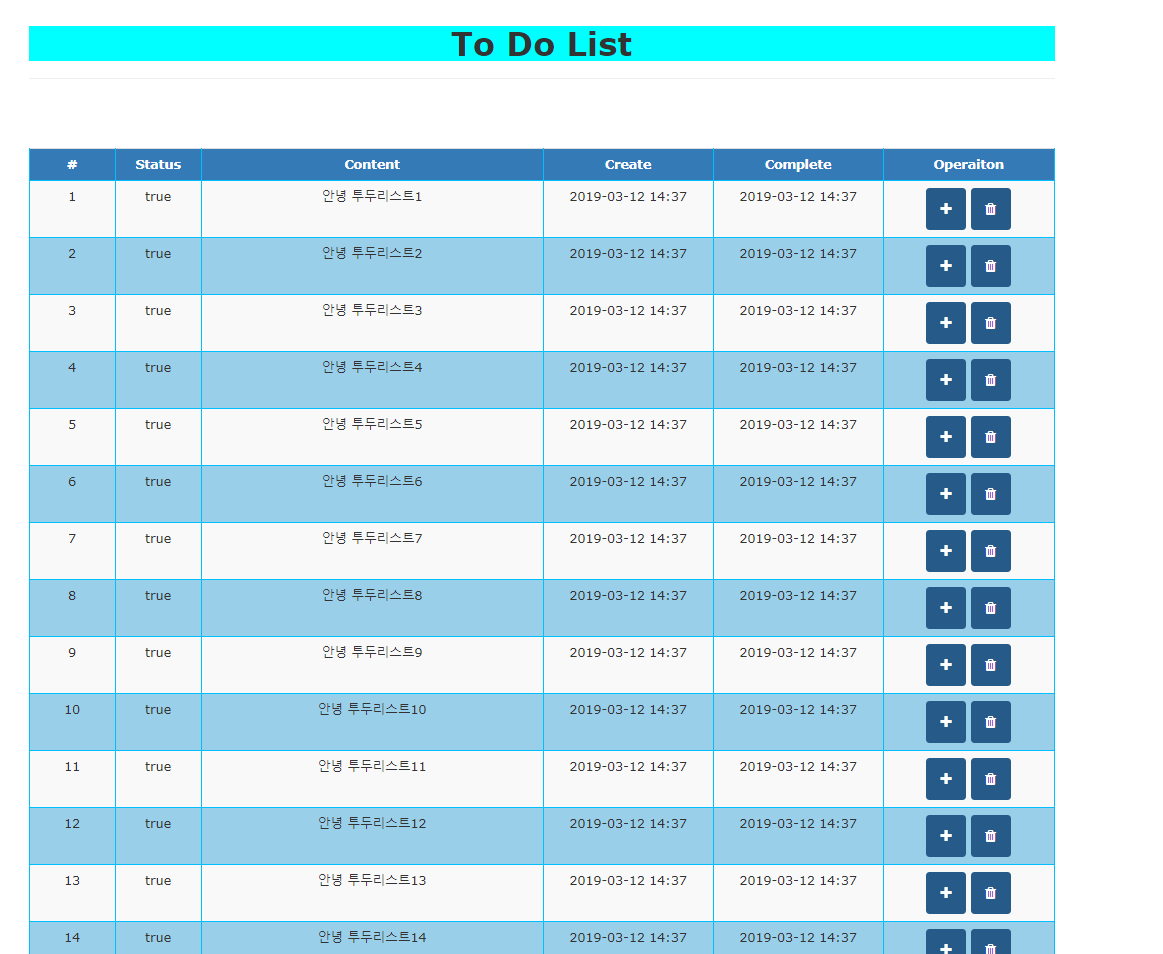 To Do List
# Status Content Create Complete Operaiton
1 true 안녕 투두리스트1 2019-03-12 14:37 2019-03-12 14:37
2 true 안녕 투두리스트2 2019-03-12 14:37 2019-03-12 14:37
3 true 안녕 투두리스트3 2019-03-12 14:37 2019-03-12 14:37
4 true 안녕 투두리스트4 2019-03-12 14:37 2019-03-12 14:37
5 true 안녕 투두리스트5 2019-03-12 14:37 2019-03-12 14:37
6 true 안녕 투두리스트6 2019-03-12 14:37 2019-03-12 14:37
7 true 안녕 투두리스트7 2019-03-12 14:37 2019-03-12 14:37
8 true 안녕 투두리스트8 2019-03-12 14:37 2019-03-12 14:37
9 true 안녕 투두리스트9 2019-03-12 14:37 2019-03-12 14:37
10 true 안녕 투두리스트10 2019-03-12 14:37 2019-03-12 14:37
11 true 안녕 투두리스트11 2019-03-12 14:37 2019-03-12 14:37
12 true 안녕 투두리스트12 2019-03-12 14:37 2019-03-12 14:37
13 true 안녕 투두리스트13 2019-03-12 14:37 2019-03-12 14:37
14 true 안녕 투두리스트14 2019-03-12 14:37 2019-03-12 14:37